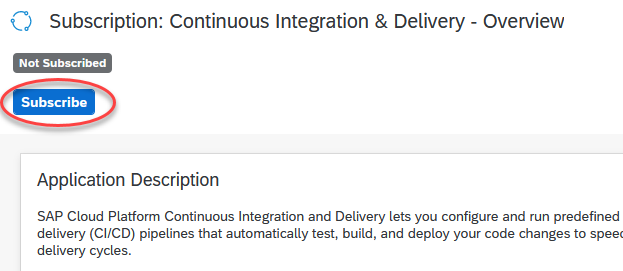 Subscription: Continuous Integration & Delivery - Overview
Not Subscribed
Subscribe
Application Description
SAP Cloud Platform Continuous Integration and Delivery lets you configure and run predefined
delivery (CI/CD) pipelines that automatically test, build, and deploy your code changes to speed
delivery cycles.